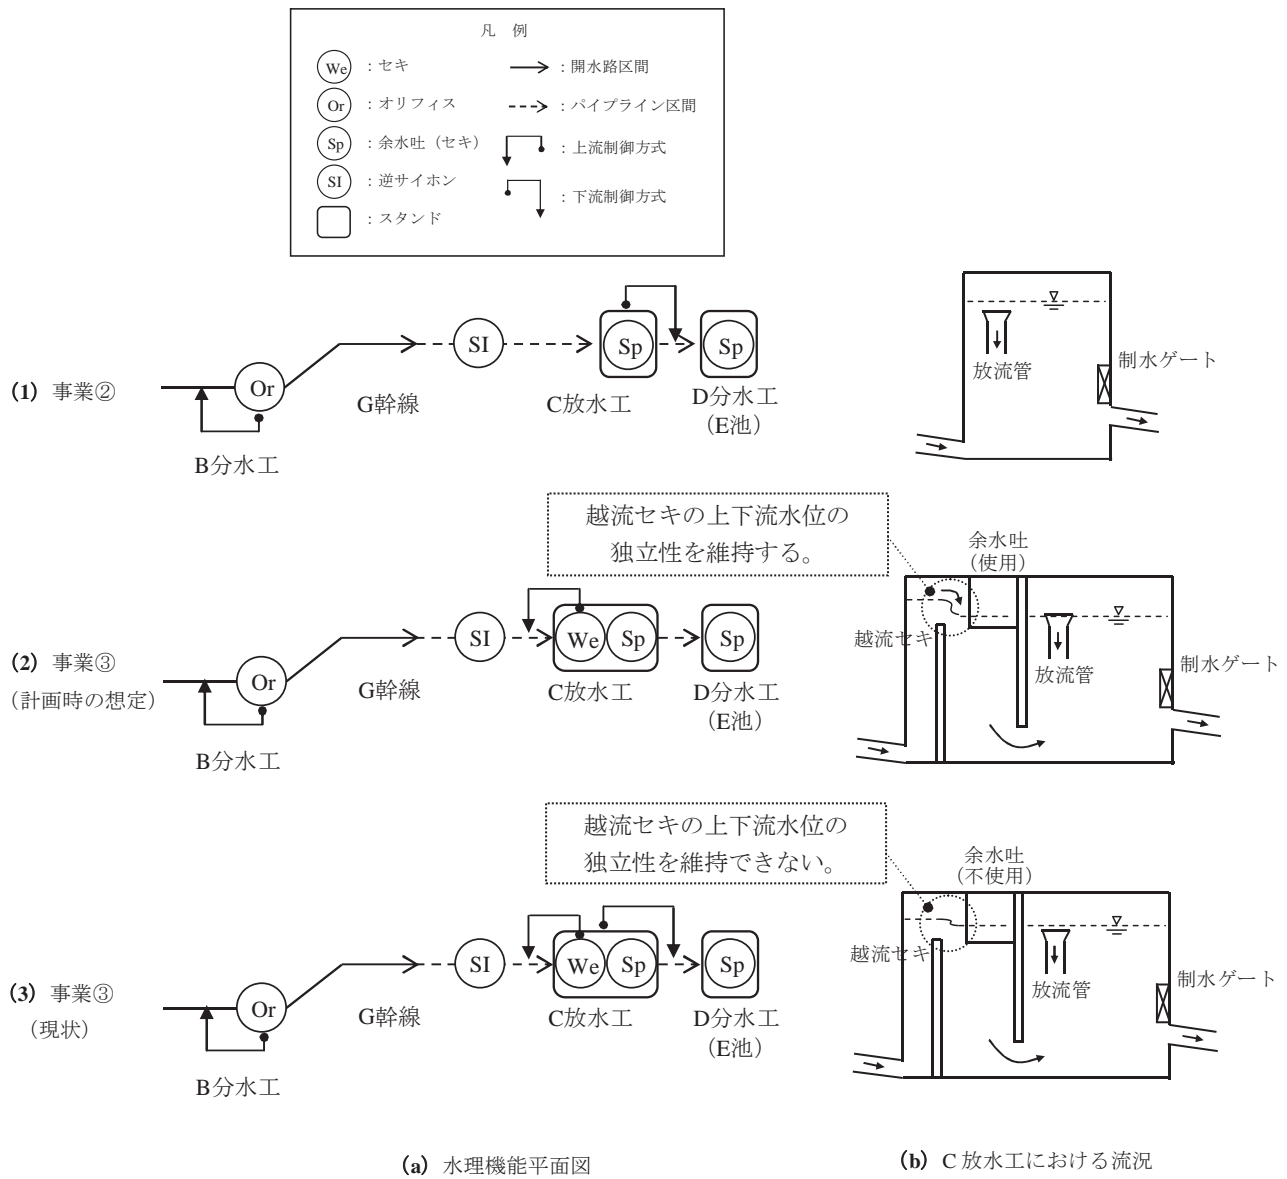 凡　例
We ：セキ
Or ：オリフィス
Sp ：余水吐（セキ）
SI ：逆サイホン
：スタンド
：開水路区間
：パイプライン区間
：上流制御方式
：下流制御方式
(1) 事業②
Or
B分水工
G幹線
SI
Sp
C放水工
Sp
D分水工
（E池）
放流管
制水ゲート
越流セキの上下流水位の
独立性を維持する。
(2) 事業③
（計画時の想定）
Or
B分水工
G幹線
SI
We
Sp
C放水工
Sp
D分水工
（E池）
余水吐
（使用）
越流セキ
放流管
制水ゲート
越流セキの上下流水位の
独立性を維持できない。
(3) 事業③
（現状）
Or
B分水工
G幹線
SI
We
Sp
C放水工
Sp
D分水工
（E池）
余水吐
（不使用）
越流セキ
放流管
制水ゲート
(a) 水理機能平面図
(b) C 放水工における流況